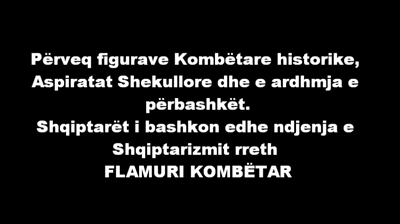 Përveq figurave Kombëtare historike,
Aspiratat Shekullore dhe e ardhmja e
përbashkët.
Shqiptarët i bashkon edhe ndjenja e
Shqiptarizmit rreth
FLAMURI KOMBËTAR